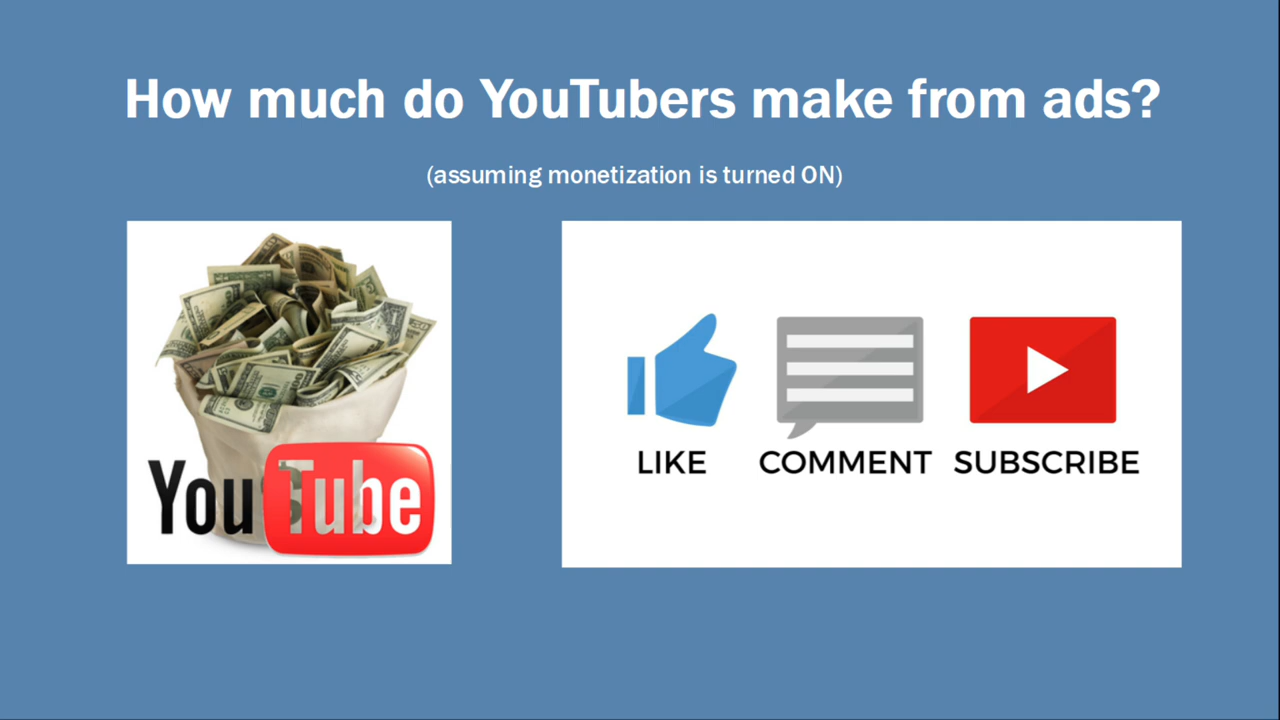 How much do YouTubers make from ads?
(assuming monetization is turned ON)
YouTube
LIKE COMMENT SUBSCRIBE